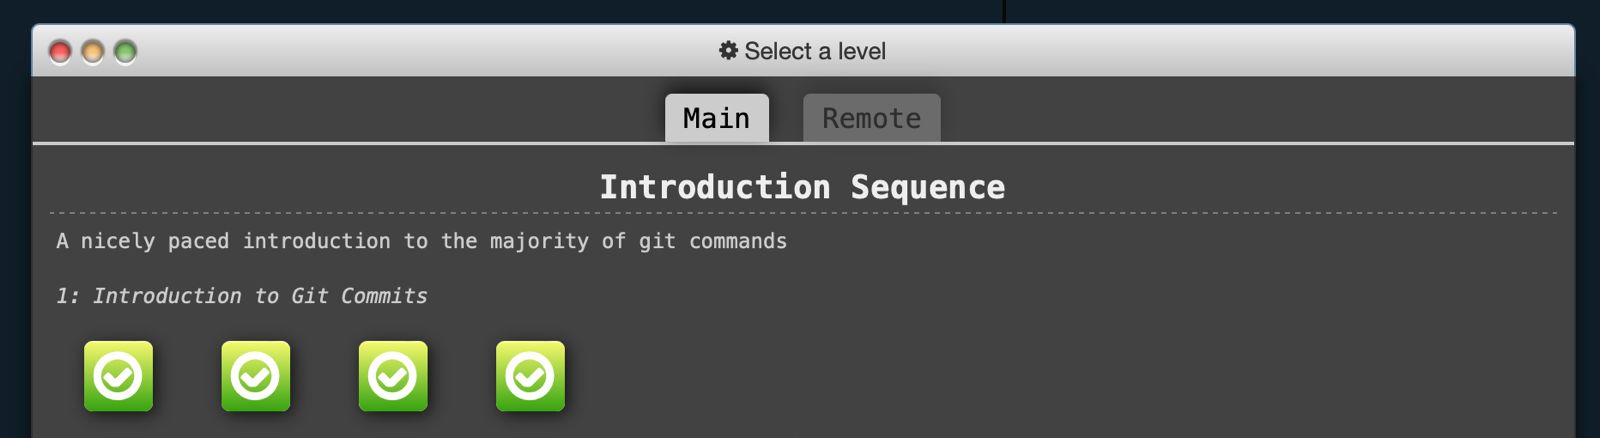 Select a level
Main
Remote
Introduction Sequence
A nicely paced introduction to the majority of git commands
1: Introduction to Git Commits